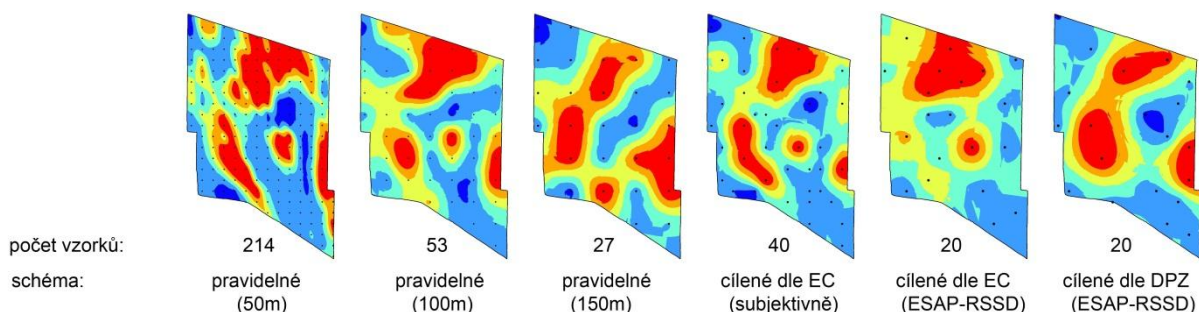 počet vzorků: 214 53 27 40 20 20
schéma: pravidelné pravidelné pravidelné cílené dle EC cílené dle EC cílené dle DPZ
(50m) (100m) (150m) (subjektivně) (ESAP-RSSD) (ESAP-RSSD)